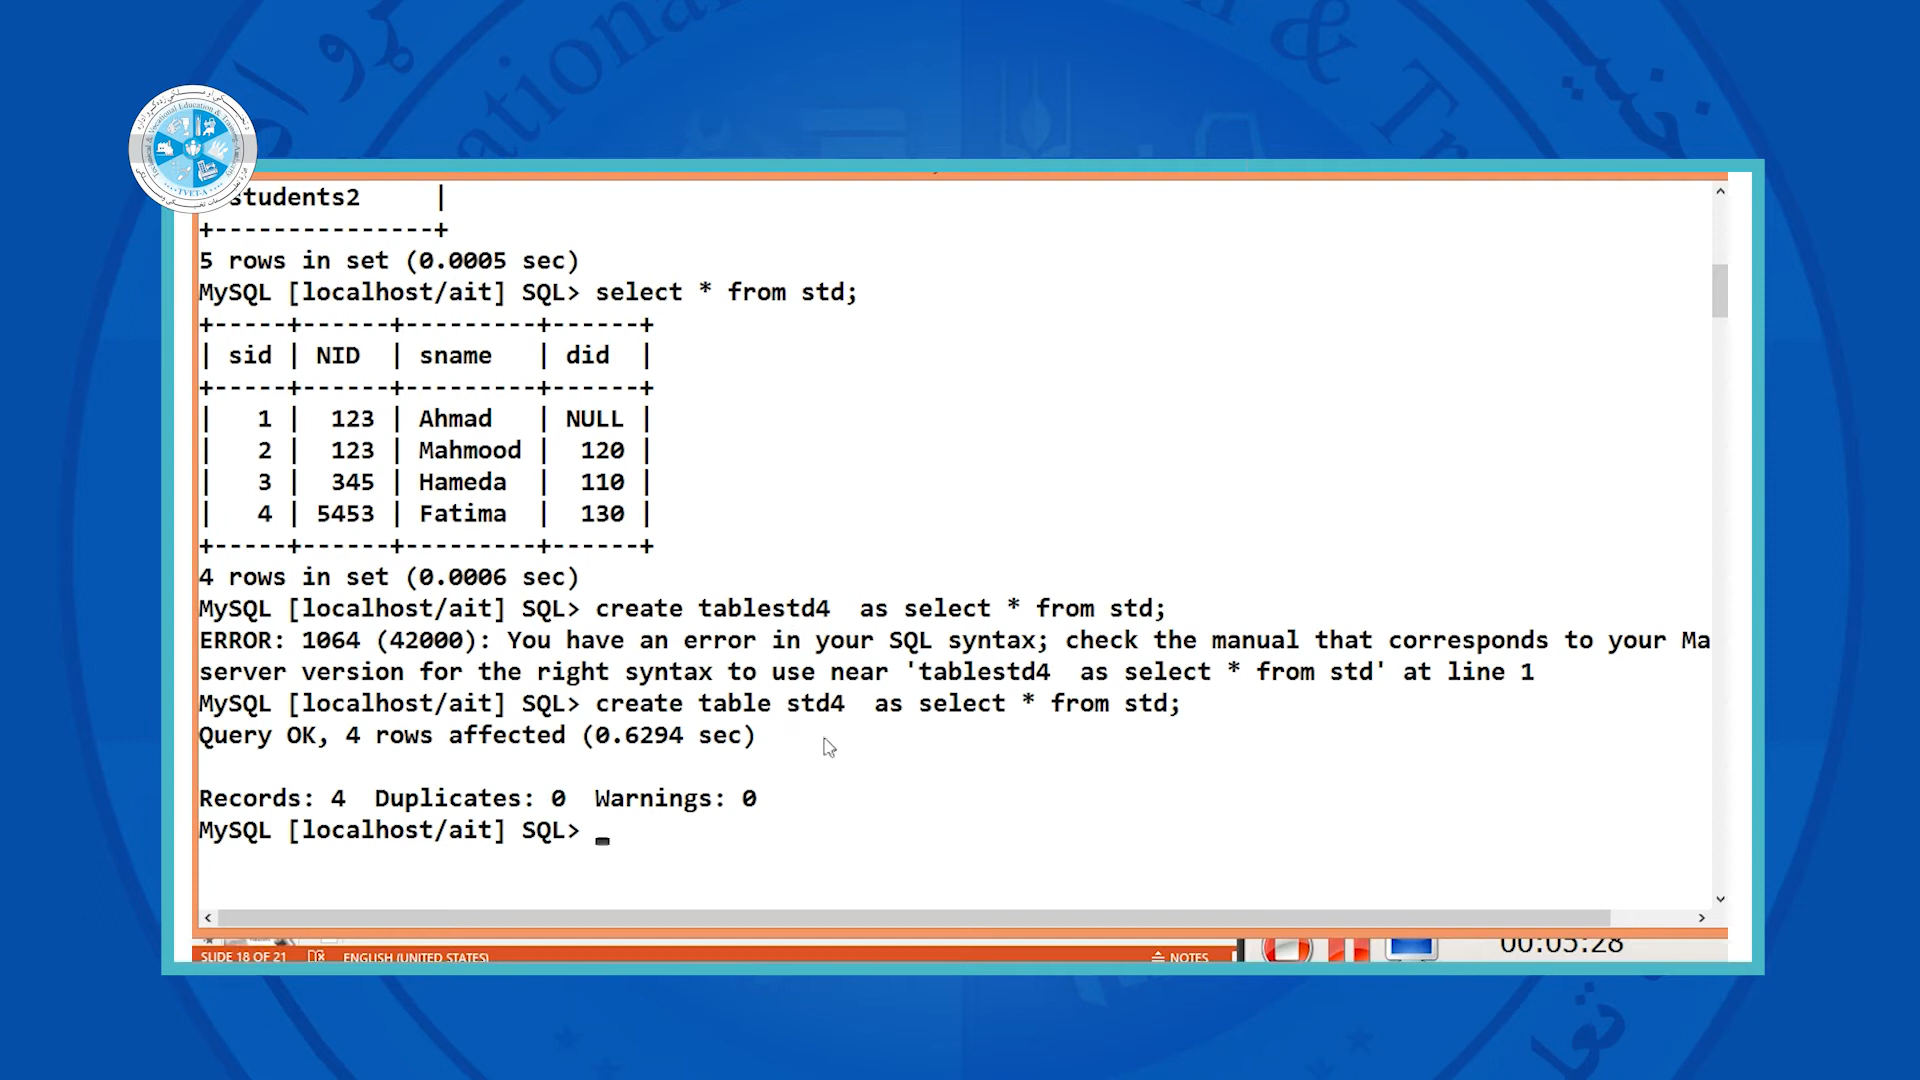 students2 |
+---------------+
5 rows in set (0.0005 sec)
MySQL [localhost/ait] SQL> select * from std;
+-----+------+---------+------+
| sid | NID | sname | did |
+-----+------+---------+------+
| 1 | 123 | Ahmad | NULL |
| 2 | 123 | Mahmood | 120 |
| 3 | 345 | Hameda | 110 |
| 4 | 5453 | Fatima | 130 |
+-----+------+---------+------+
4 rows in set (0.0006 sec)
MySQL [localhost/ait] SQL> create tablestd4  as select * from std;
ERROR: 1064 (42000): You have an error in your SQL syntax; check the manual that corresponds to your Ma
server version for the right syntax to use near 'tablestd4  as select * from std' at line 1
MySQL [localhost/ait] SQL> create table std4  as select * from std;
Query OK, 4 rows affected (0.6294 sec)
Records: 4  Duplicates: 0  Warnings: 0
MySQL [localhost/ait] SQL> _
SLIDE 18 OF 21 ENGLISH (UNITED STATES) NOTES
00:05:28
TVET-A